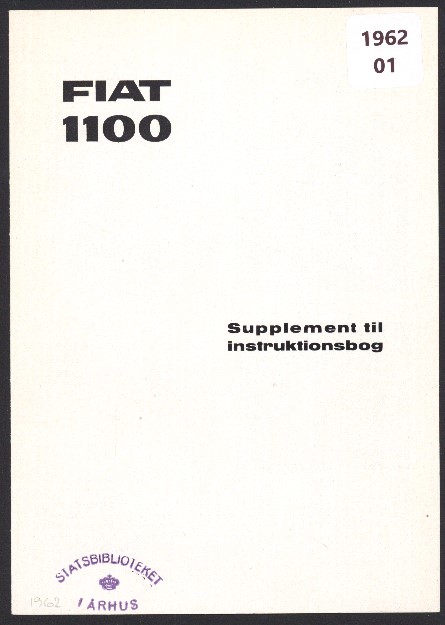 1962
01
FIAT
1100
Supplement til
instruktionsbog
STATSBIBLIOTEKET
I ÅRHUS
1962